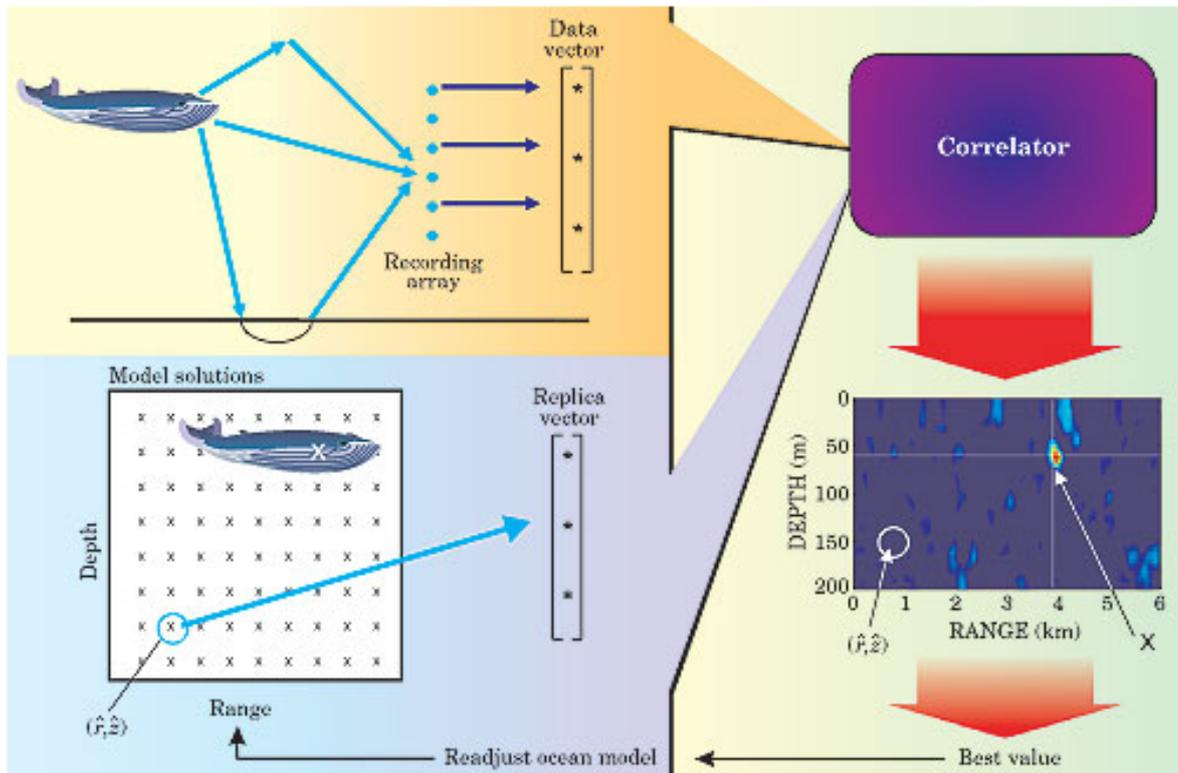 Data
vector
*
*
*
Recording
array
Correlator
Model solutions
x x x x x x x x x
x x
X
x
x x x x x x x x x
x x x x x x x x x
x x x x x x x x x
x x x x x x x x x
x x x x x x x x x
x x x x x x x x x
Depth
(r̂,ẑ)
Range
Replica
vector
*
*
*
DEPTH (m)
0
50
100
150
200
0 1 2 3 4 5 6
RANGE (km)
(r̂,ẑ)
X
Readjust ocean model
Best value